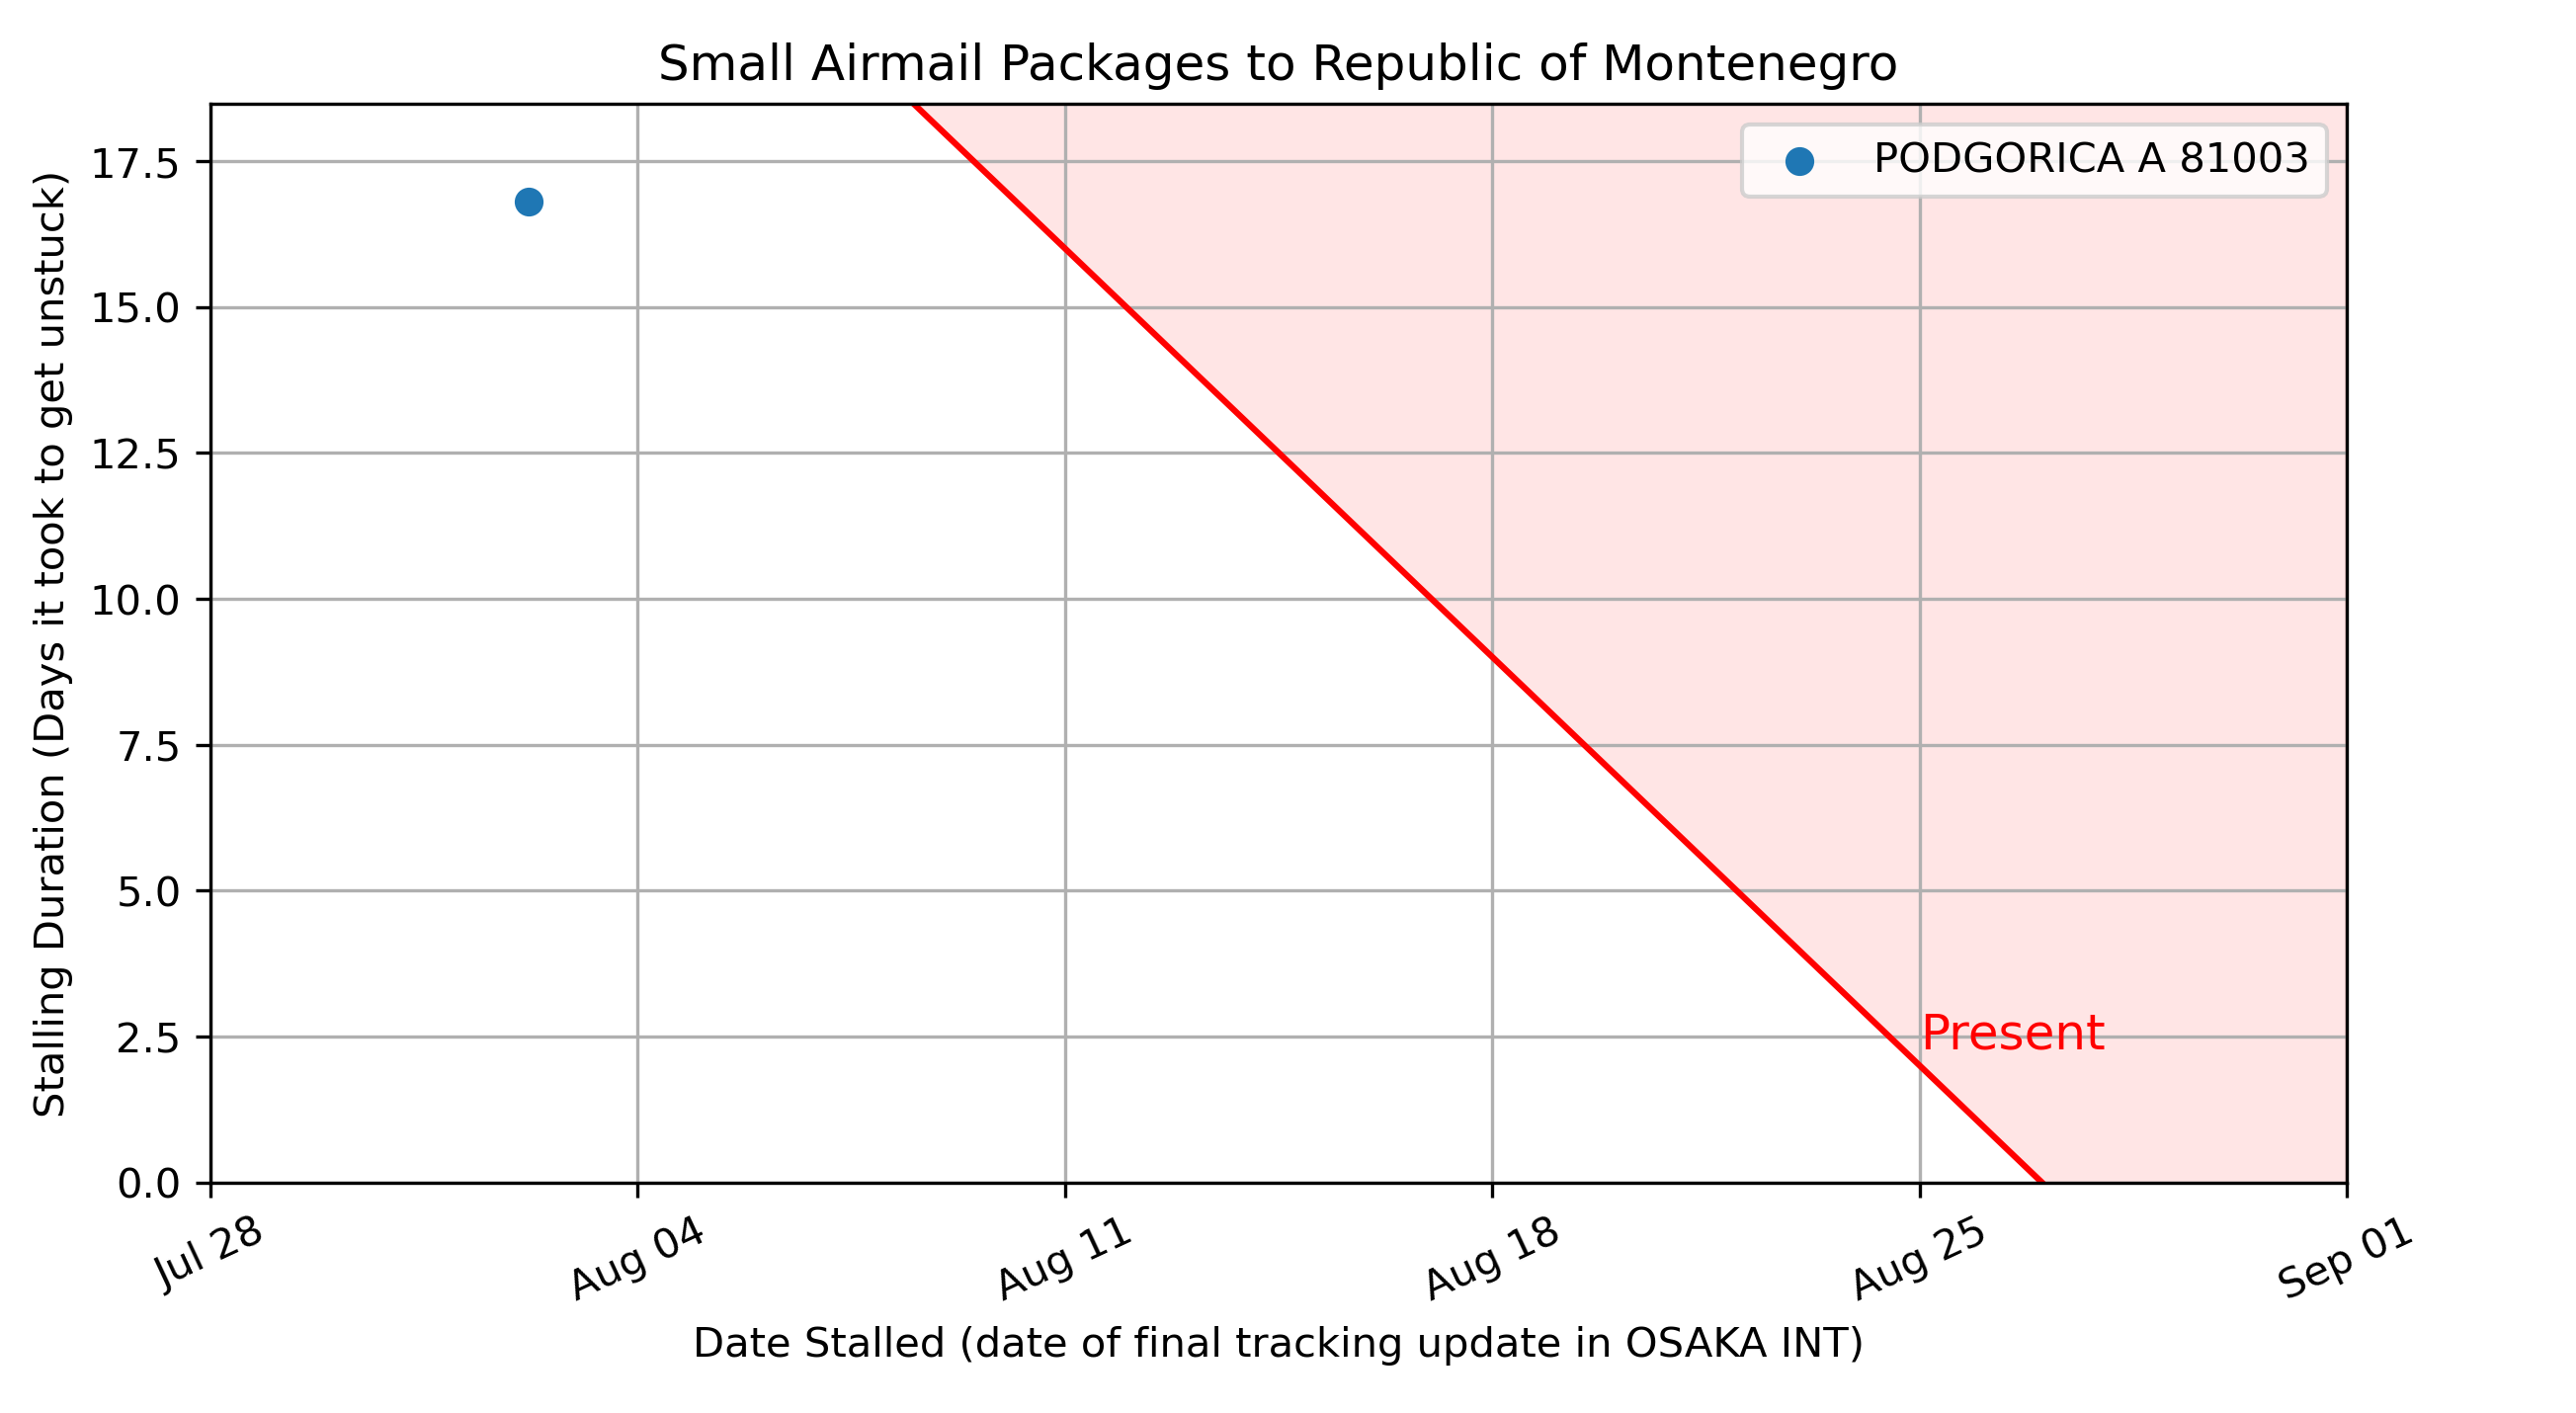 Small Airmail Packages to Republic of Montenegro
PODGORICA A 81003
Stalling Duration (Days it took to get unstuck)
17.5
15.0
12.5
10.0
7.5
5.0
2.5
0.0
Present
Jul 28
Aug 04
Aug 11
Aug 18
Aug 25
Sep 01
Date Stalled (date of final tracking update in OSAKA INT)